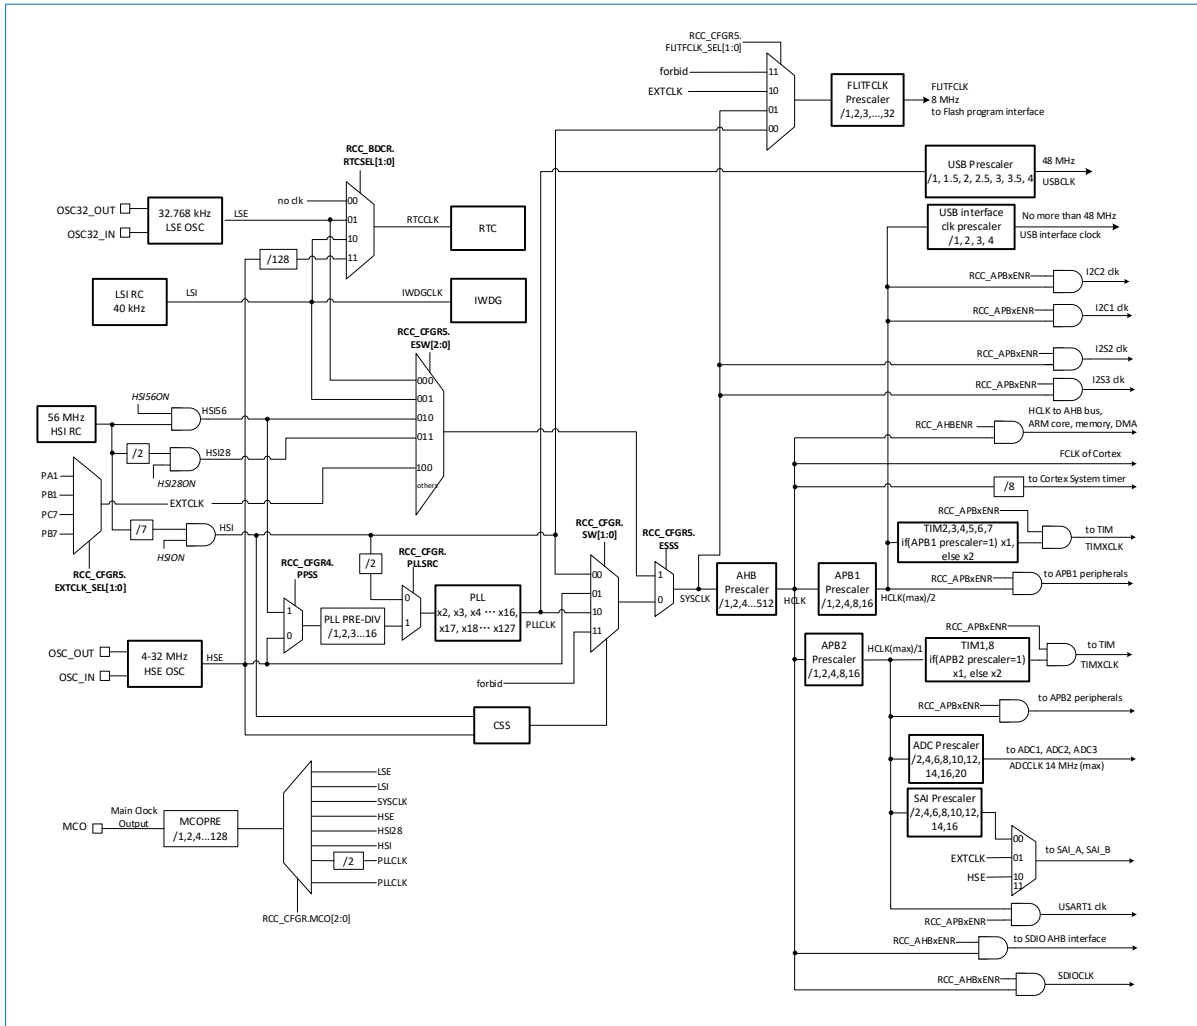 RCC_CFGR5.
FLITFCLK_SEL[1:0]
forbid
11
EXTCLK
10
01
00
FLITFCLK
Prescaler
/1,2,3,...,32
FLITFCLK
8 MHz
to Flash program interface
RCC_BDCR.
RTCSEL[1:0]
USB Prescaler
/1, 1.5, 2, 2.5, 3, 3.5, 4
48 MHz
USBCLK
OSC32_OUT
OSC32_IN
32.768 kHz
LSE OSC
LSE
no clk
00
01
10
11
/128
RTCCLK
RTC
USB interface
clk prescaler
/1, 2, 3, 4
No more than 48 MHz
USB interface clock
LSI RC
40 kHz
LSI
IWDGCLK
IWDG
RCC_APBxENR
I2C2 clk
RCC_APBxENR
I2C1 clk
RCC_CFGR5.
ESW[2:0]
000
001
010
011
100
others
RCC_APBxENR
I2S2 clk
RCC_APBxENR
I2S3 clk
HSI56ON
56 MHz
HSI RC
HSI56
/2
HSI28
HSI28ON
RCC_AHBENR
HCLK to AHB bus,
ARM core, memory, DMA
FCLK of Cortex
/8
to Cortex System timer
PA1
PB1
PC7
PB7
EXTCLK
/7
HSI
HSION
RCC_CFGR5.
EXTCLK_SEL[1:0]
RCC_CFGR4.
PPSS
/2
RCC_CFGR.
PLLSRC
RCC_CFGR.
SW[1:0]
RCC_CFGR5.
ESSS
RCC_APBxENR
TIM2,3,4,5,6,7
if(APB1 prescaler=1) x1,
else x2
to TIM
TIMXCLK
1
0
PLL PRE-DIV
/1,2,3...16
0
1
PLL
x2, x3, x4 ··· x16,
x17, x18··· x127
PLLCLK
00
01
10
11
1
0
SYSCLK
AHB
Prescaler
/1,2,4...512
HCLK
APB1
Prescaler
/1,2,4,8,16
HCLK(max)/2
RCC_APBxENR
to APB1 peripherals
OSC_OUT
OSC_IN
4-32 MHz
HSE OSC
HSE
forbid
CSS
APB2
Prescaler
/1,2,4,8,16
HCLK(max)/1
RCC_APBxENR
TIM1,8
if(APB2 prescaler=1)
x1, else x2
to TIM
TIMXCLK
RCC_APBxENR
to APB2 peripherals
ADC Prescaler
/2,4,6,8,10,12,
14,16,20
to ADC1, ADC2, ADC3
ADCCLK 14 MHz (max)
SAI Prescaler
/2,4,6,8,10,12,
14,16
00
EXTCLK
01
HSE
10
11
to SAI_A, SAI_B
MCO
Main Clock
Output
MCOPRE
/1,2,4...128
LSE
LSI
SYSCLK
HSE
HSI28
HSI
/2
PLLCLK
PLLCLK
RCC_CFGR.MCO[2:0]
USART1 clk
RCC_APBxENR
RCC_AHBxENR
to SDIO AHB interface
RCC_AHBxENR
SDIOCLK